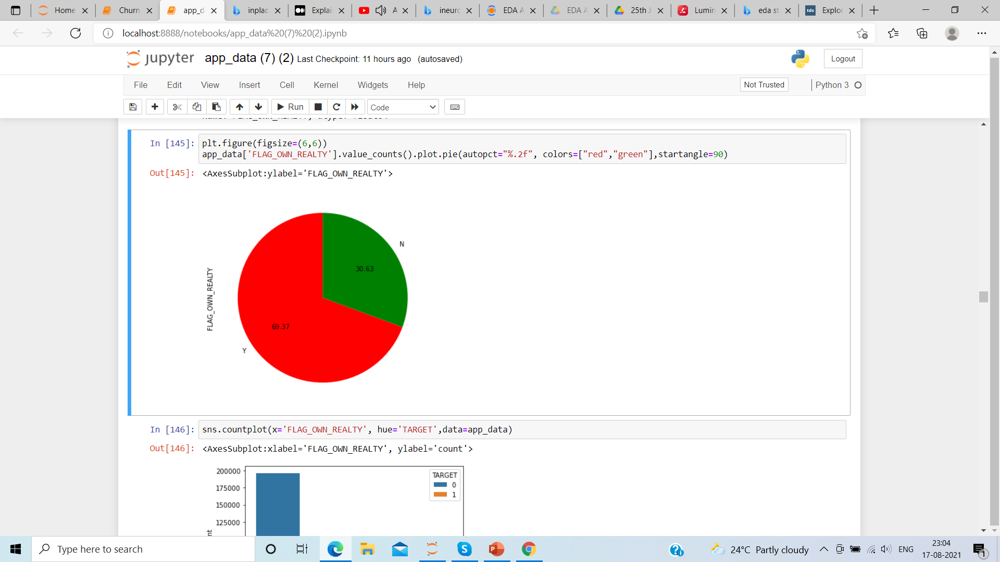 Home
Churn
app_d
inplac
Explai
A
ineurc
EDA A
EDA A
25th J
Lumin
eda st
Explor
localhost:8888/notebooks/app_data%20(7)%20(2).ipynb
jupyter app_data (7) (2) Last Checkpoint: 11 hours ago (autosaved)
Logout
File Edit View Insert Cell Kernel Widgets Help
Not Trusted
Python 3
Run
Code
In [145]: plt.figure(figsize=(6,6))
app_data['FLAG_OWN_REALTY'].value_counts().plot.pie(autopct="%.2f", colors=["red","green"],startangle=90)
Out[145]: <AxesSubplot:ylabel='FLAG_OWN_REALTY'>
N
30.63
FLAG_OWN_REALTY
69.37
Y
In [146]: sns.countplot(x='FLAG_OWN_REALTY', hue='TARGET',data=app_data)
Out[146]: <AxesSubplot:xlabel='FLAG_OWN_REALTY', ylabel='count'>
200000
175000
150000
125000
TARGET
0
1
Type here to search
24°C Partly cloudy
ENG
23:04
17-08-2021
1